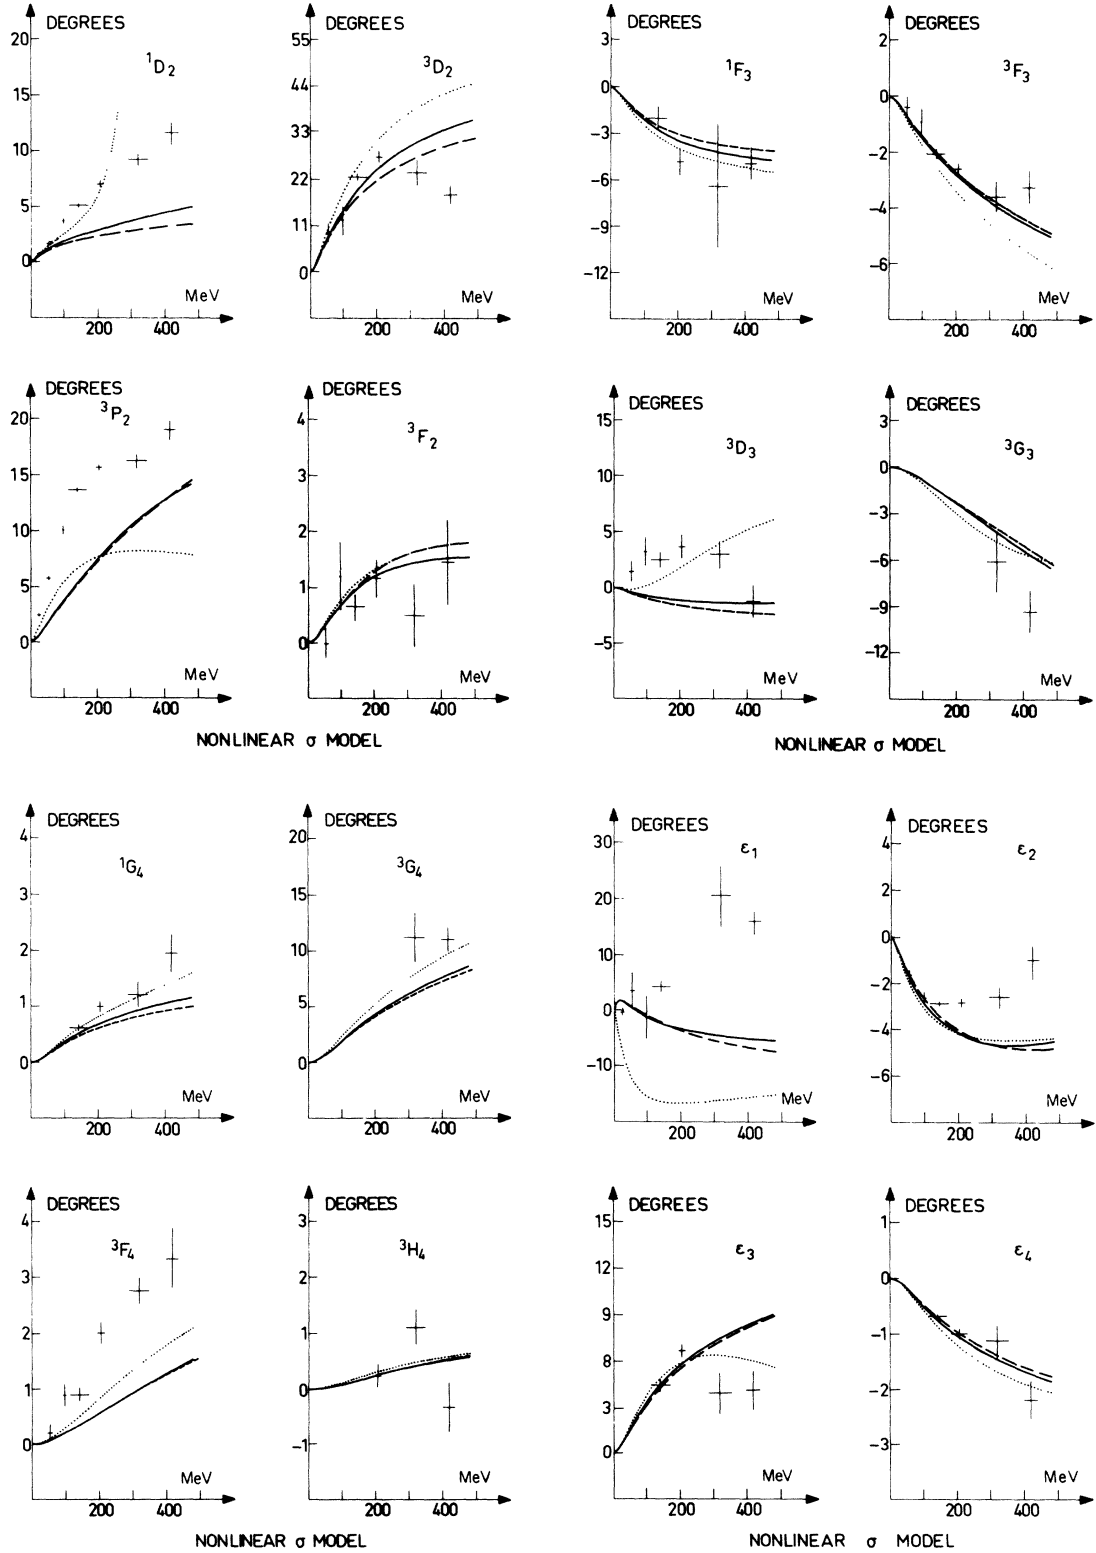 DEGREES
20
15
10
5
0
¹D₂
MeV
200 400
DEGREES
55
44
33
22
11
0
³D₂
MeV
200 400
DEGREES
3
0
-3
-6
-9
-12
¹F₃
MeV
200 400
DEGREES
2
0
-2
-4
-6
³F₃
MeV
200 400
DEGREES
20
15
10
5
0
³P₂
MeV
200 400
DEGREES
4
3
2
1
0
³F₂
MeV
200 400
NONLINEAR σ MODEL
DEGREES
15
10
5
0
-5
³D₃
MeV
200 400
DEGREES
3
0
-3
-6
-9
-12
³G₃
MeV
200 400
NONLINEAR σ MODEL
DEGREES
4
3
2
1
0
¹G₄
MeV
200 400
DEGREES
20
15
10
5
0
³G₄
MeV
200 400
DEGREES
30
20
10
0
-10
ε₁
MeV
200 400
DEGREES
4
2
0
-2
-4
-6
ε₂
MeV
200 400
DEGREES
4
3
2
1
0
³F₄
MeV
200 400
DEGREES
3
2
1
0
-1
³H₄
MeV
200 400
NONLINEAR σ MODEL
DEGREES
15
12
9
8
3
0
ε₃
MeV
200 400
DEGREES
1
0
-1
-2
-3
ε₄
MeV
200 400
NONLINEAR σ MODEL